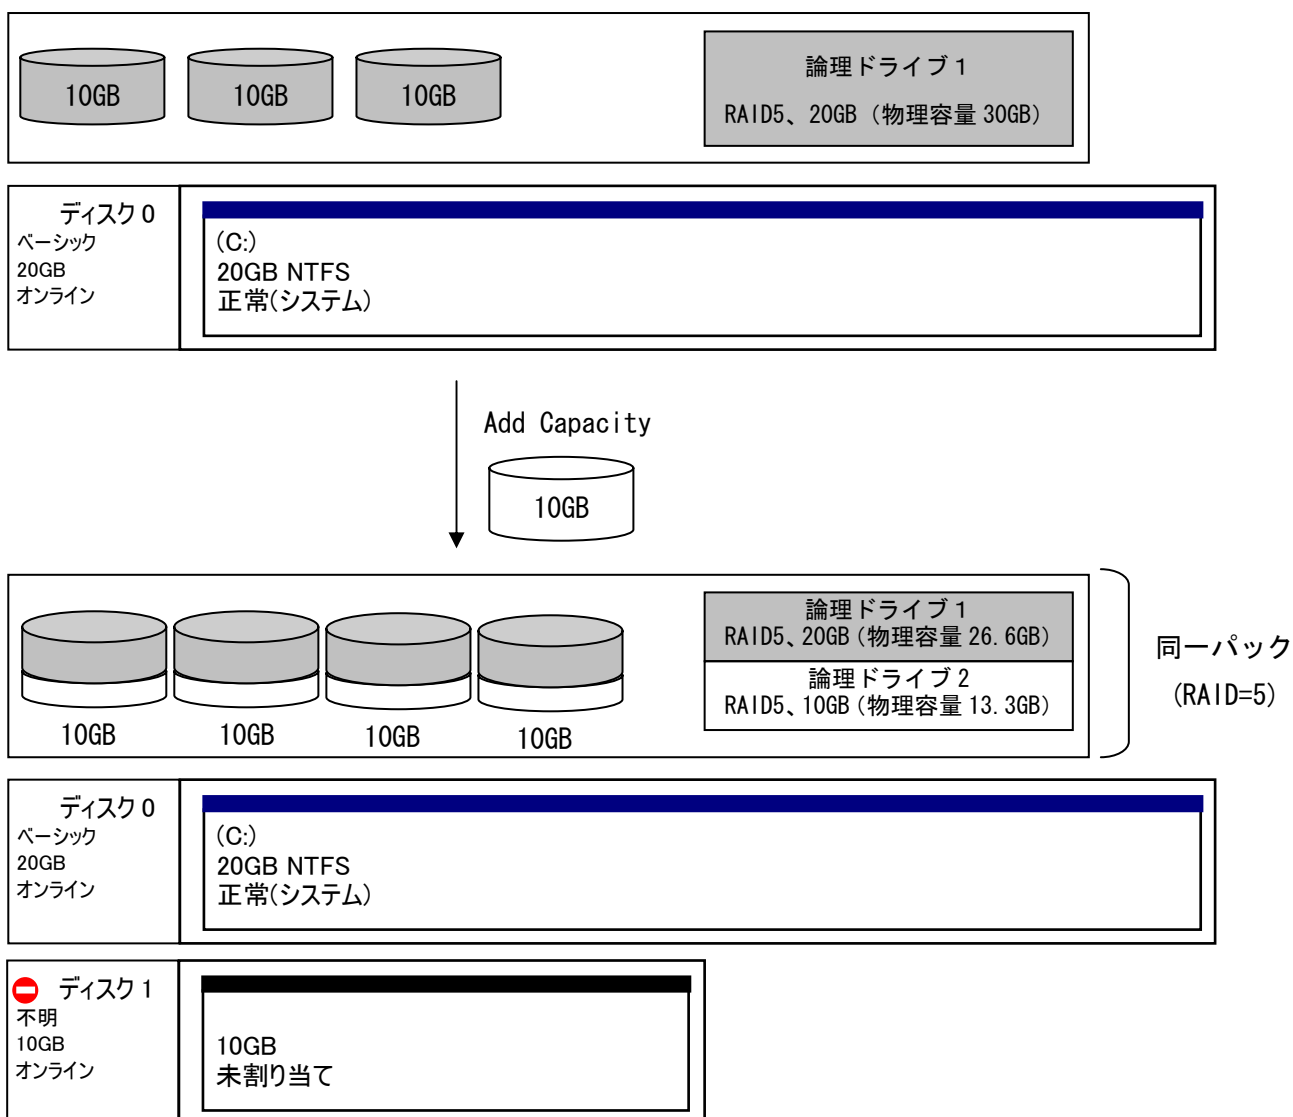 10GB
10GB
10GB
論理ドライブ 1
RAID5、20GB（物理容量 30GB）
ディスク 0
ベーシック
20GB
オンライン
(C:)
20GB NTFS
正常(システム)
Add Capacity
10GB
論理ドライブ 1
RAID5、20GB（物理容量 26.6GB）
論理ドライブ 2
RAID5、10GB（物理容量 13.3GB）
同一パック
(RAID=5)
10GB
10GB
10GB
10GB
ディスク 0
ベーシック
20GB
オンライン
(C:)
20GB NTFS
正常(システム)
ディスク 1
不明
10GB
オンライン
10GB
未割り当て